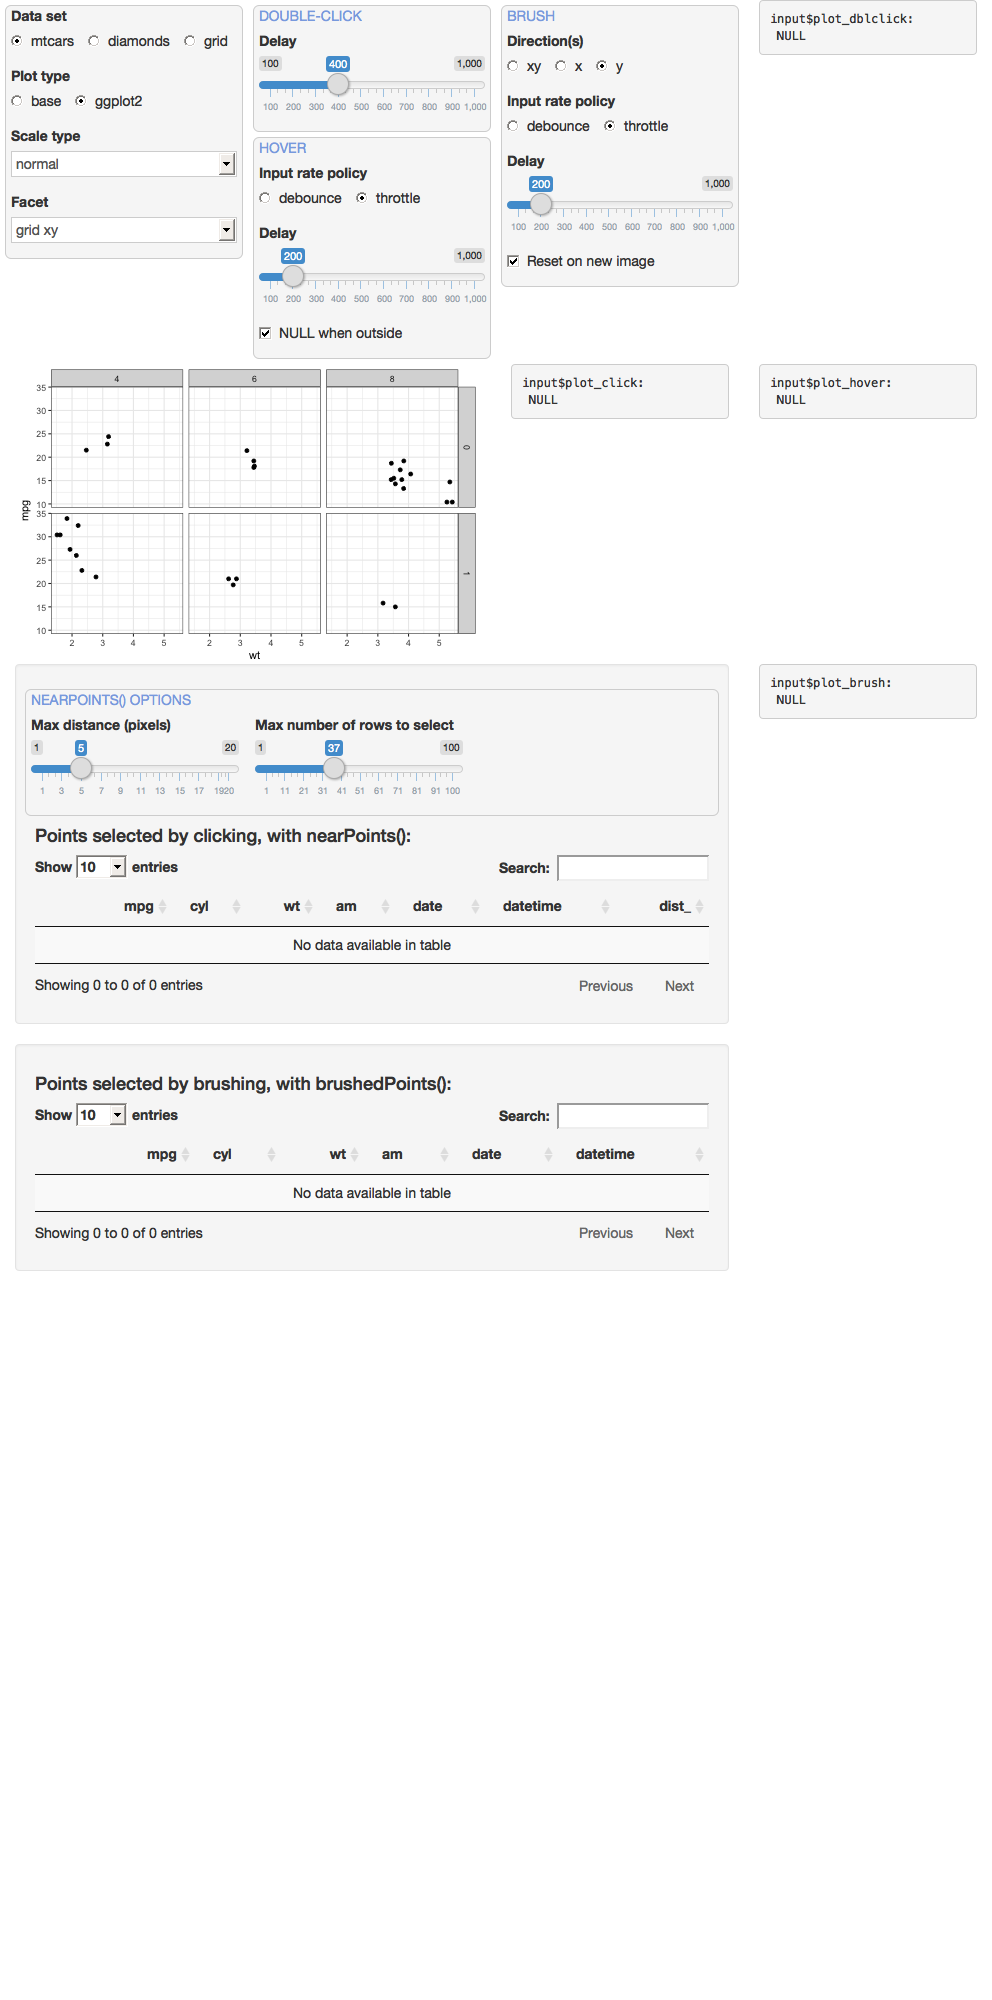 Data set
mtcars diamonds grid
Plot type
base ggplot2
Scale type
normal
Facet
grid xy
DOUBLE-CLICK
Delay
100 400 1,000
100 200 300 400 500 600 700 800 900 1,000
HOVER
Input rate policy
debounce throttle
Delay
200 1,000
100 200 300 400 500 600 700 800 900 1,000
NULL when outside
BRUSH
Direction(s)
xy x y
Input rate policy
debounce throttle
Delay
200 1,000
100 200 300 400 500 600 700 800 900 1,000
Reset on new image
input$plot_dblclick:
NULL
4 6 8
35
30
25
20
15
10
0
35
30
25
20
15
10
1
mpg
2 3 4 5 2 3 4 5 2 3 4 5
wt
input$plot_click:
NULL
input$plot_hover:
NULL
input$plot_brush:
NULL
NEARPOINTS() OPTIONS
Max distance (pixels)
1 5 20
1 3 5 7 9 11 13 15 17 1920
Max number of rows to select
1 37 100
1 11 21 31 41 51 61 71 81 91 100
Points selected by clicking, with nearPoints():
Show 10 entries
Search:
mpg cyl wt am date datetime dist_
No data available in table
Showing 0 to 0 of 0 entries
Previous Next
Points selected by brushing, with brushedPoints():
Show 10 entries
Search:
mpg cyl wt am date datetime
No data available in table
Showing 0 to 0 of 0 entries
Previous Next